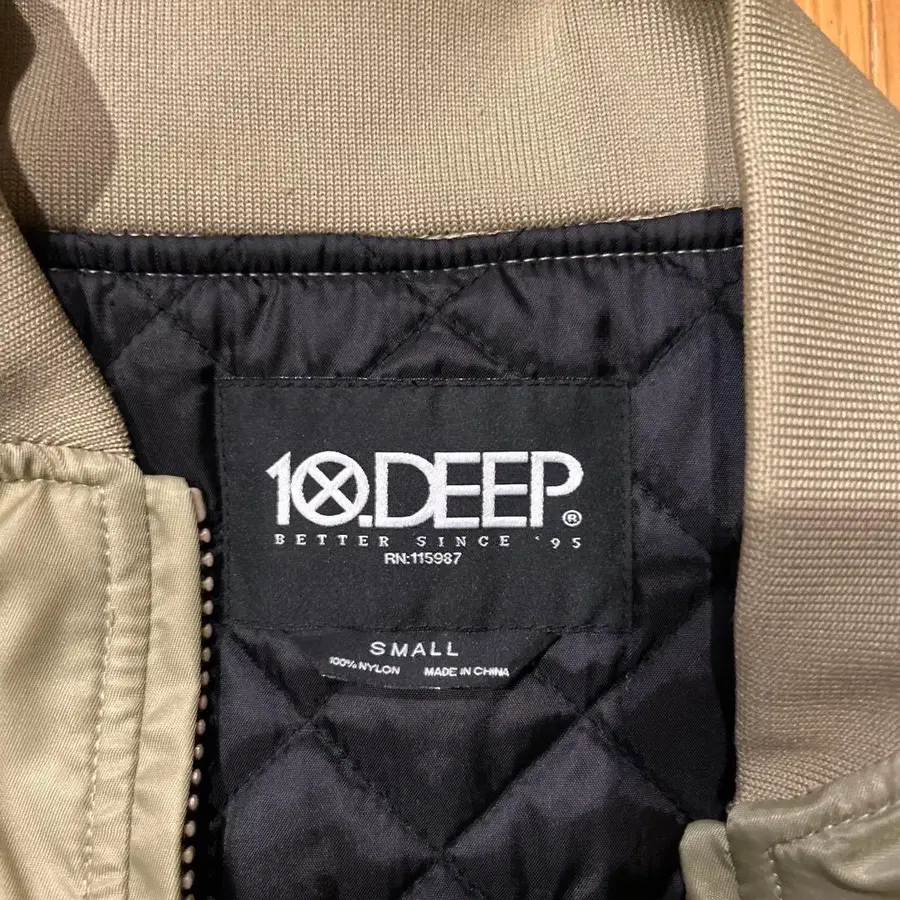 10.DEEP®
BETTER SINCE '95
RN:115987
SMALL
100% NYLON MADE IN CHINA